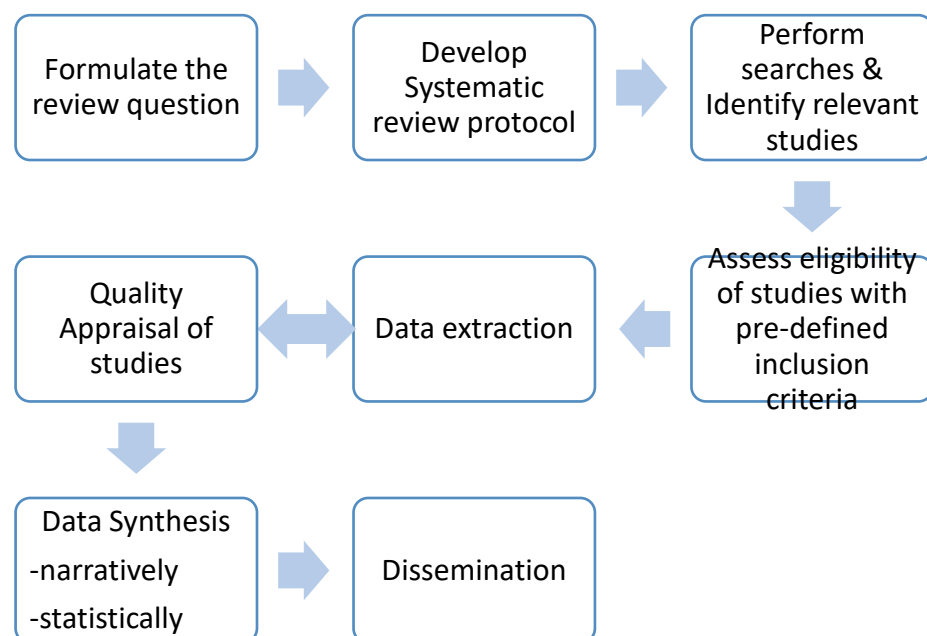 Formulate the
review question
Develop
Systematic
review protocol
Perform
searches &
Identify relevant
studies
Assess eligibility
of studies with
pre-defined
inclusion
criteria
Data extraction
Quality
Appraisal of
studies
Data Synthesis
-narratively
-statistically
Dissemination